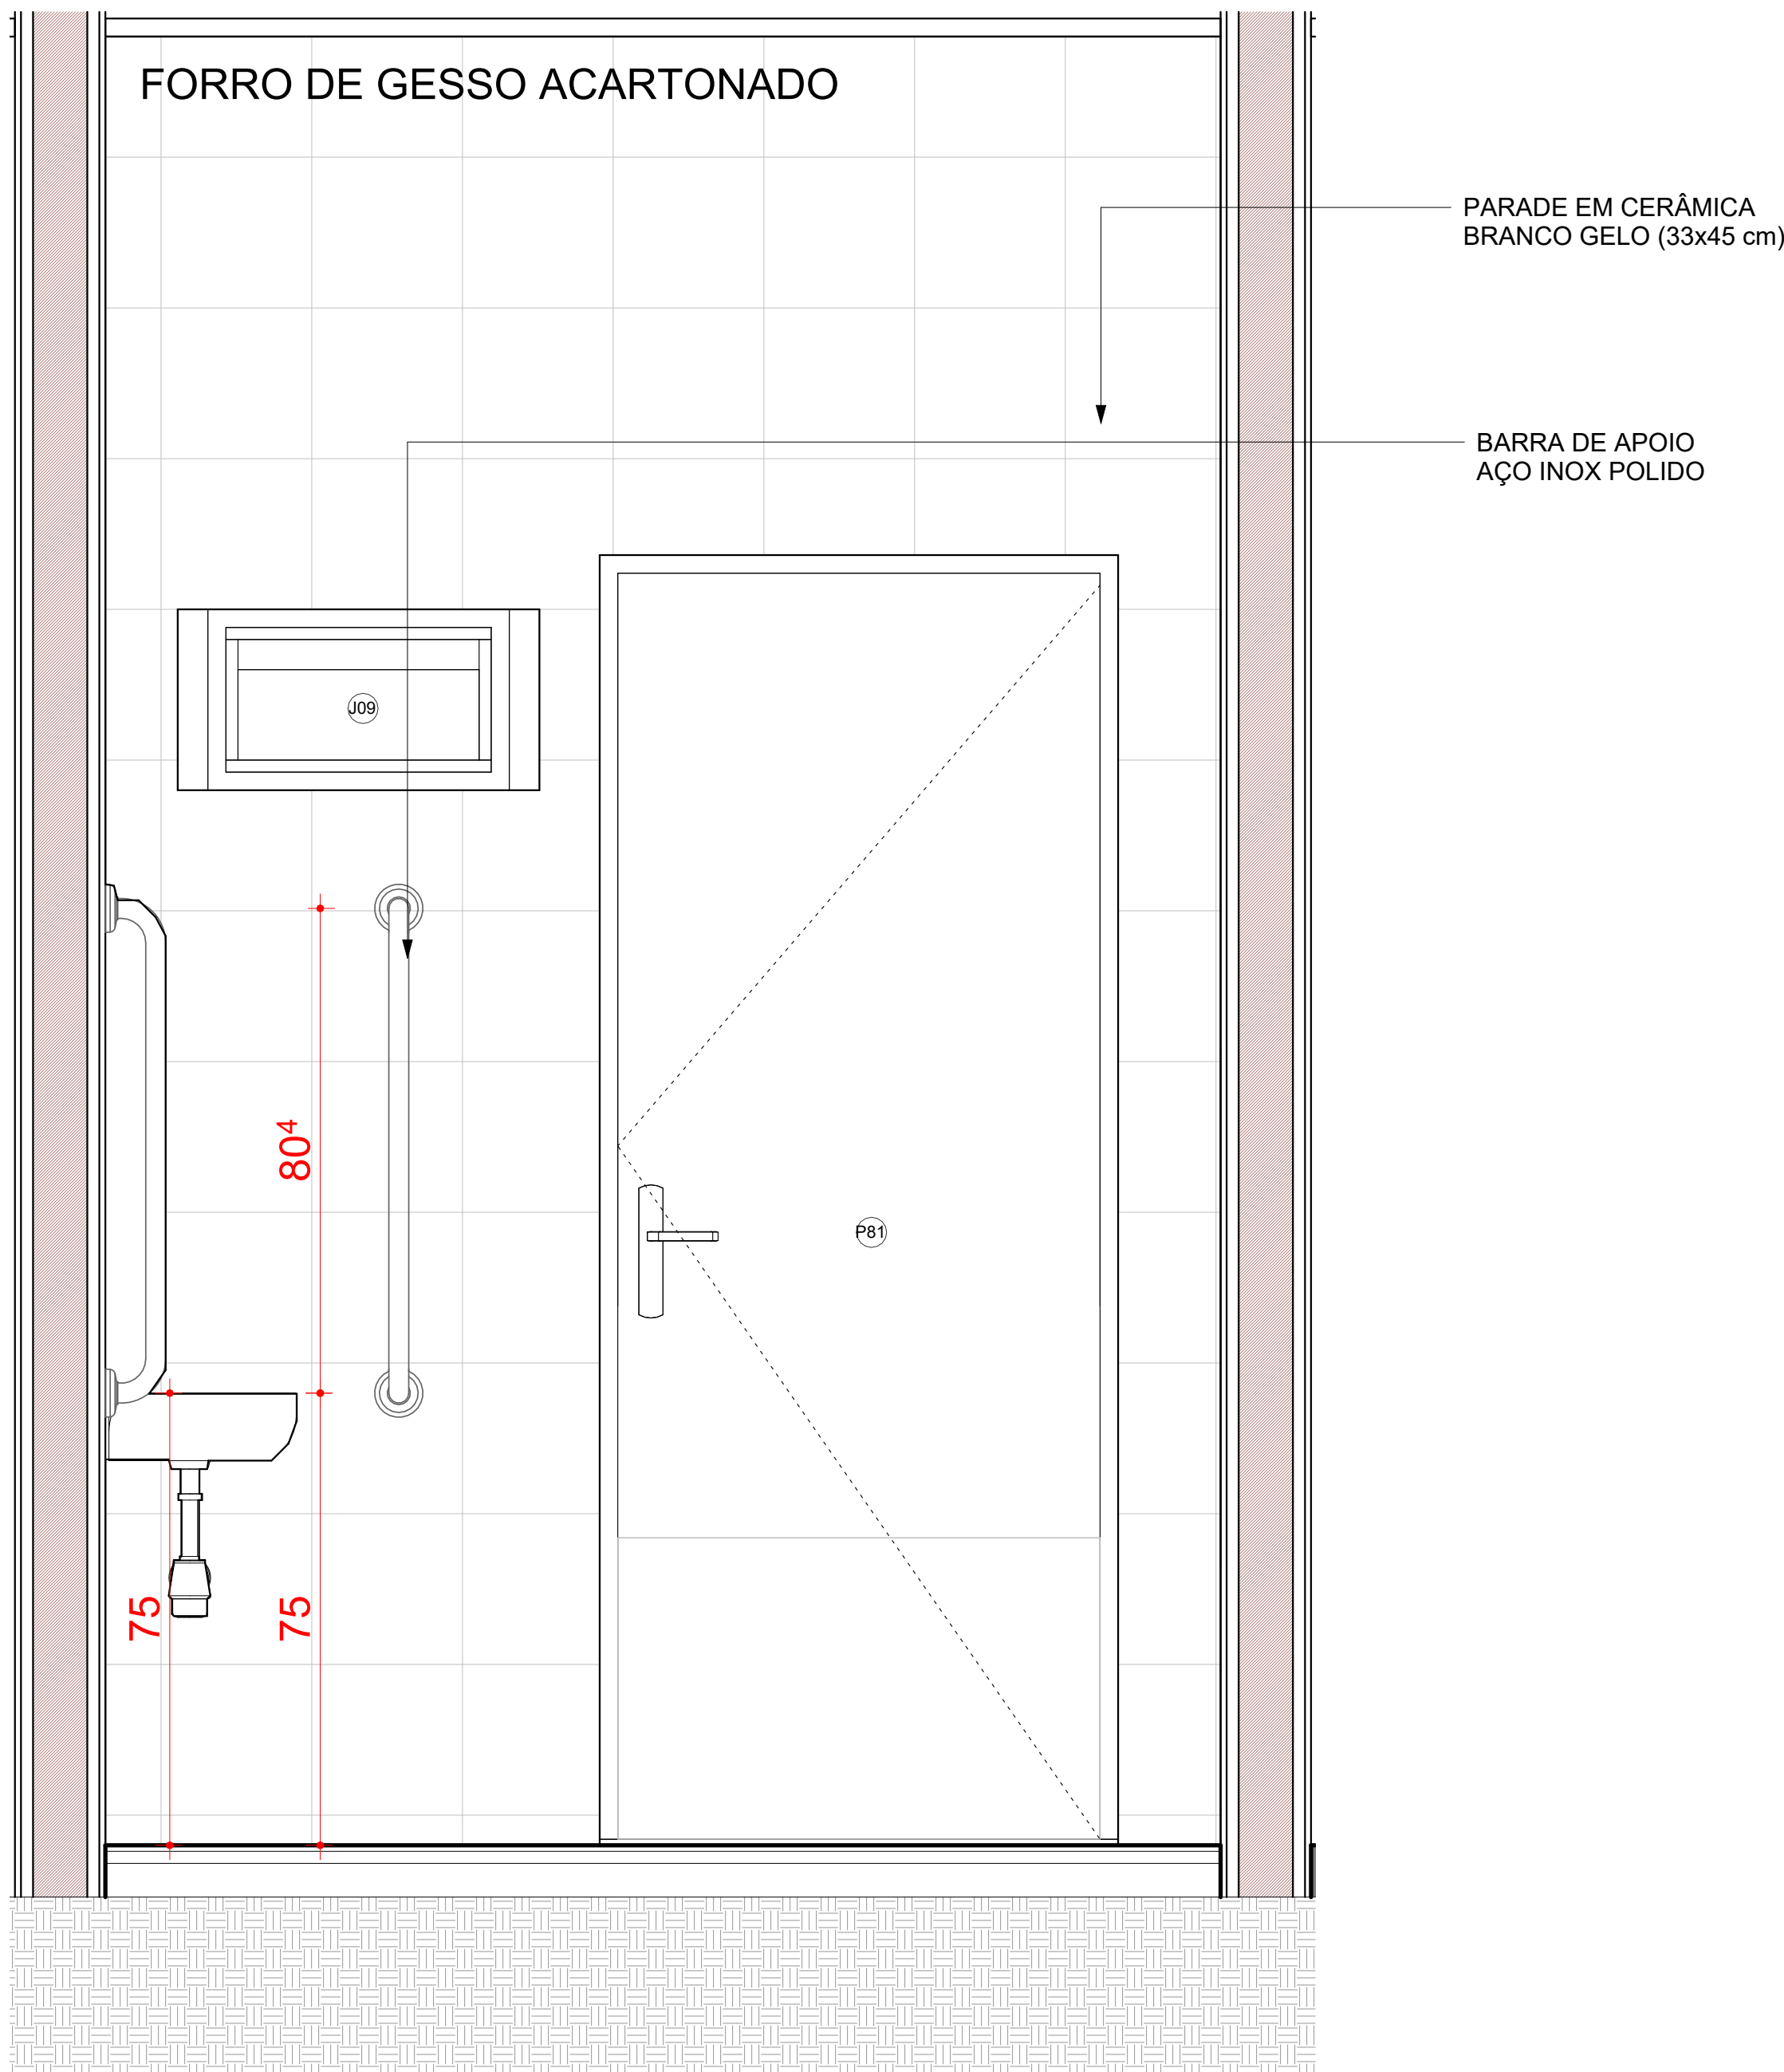 FORRO DE GESSO ACARTONADO
PARADE EM CERÂMICA
BRANCO GELO (33x45 cm)
BARRA DE APOIO
AÇO INOX POLIDO
J09
80⁴
P81
75
75